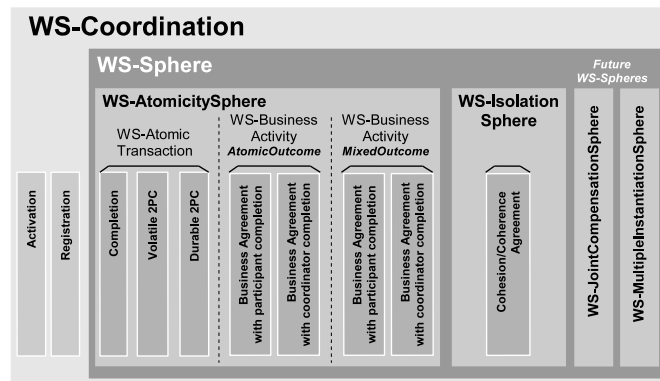 WS-Coordination
WS-Sphere
Future
WS-Spheres
WS-AtomicitySphere
WS-Atomic
Transaction
WS-Business
Activity
AtomicOutcome
WS-Business
Activity
MixedOutcome
WS-Isolation
Sphere
Activation
Registration
Completion
Volatile 2PC
Durable 2PC
Business Agreement
with participant completion
Business Agreement
with coordinator completion
Business Agreement
with participant completion
Business Agreement
with coordinator completion
Cohesion/Coherence
Agreement
WS-JointCompensationSphere
WS-MultipleInstantiationSphere